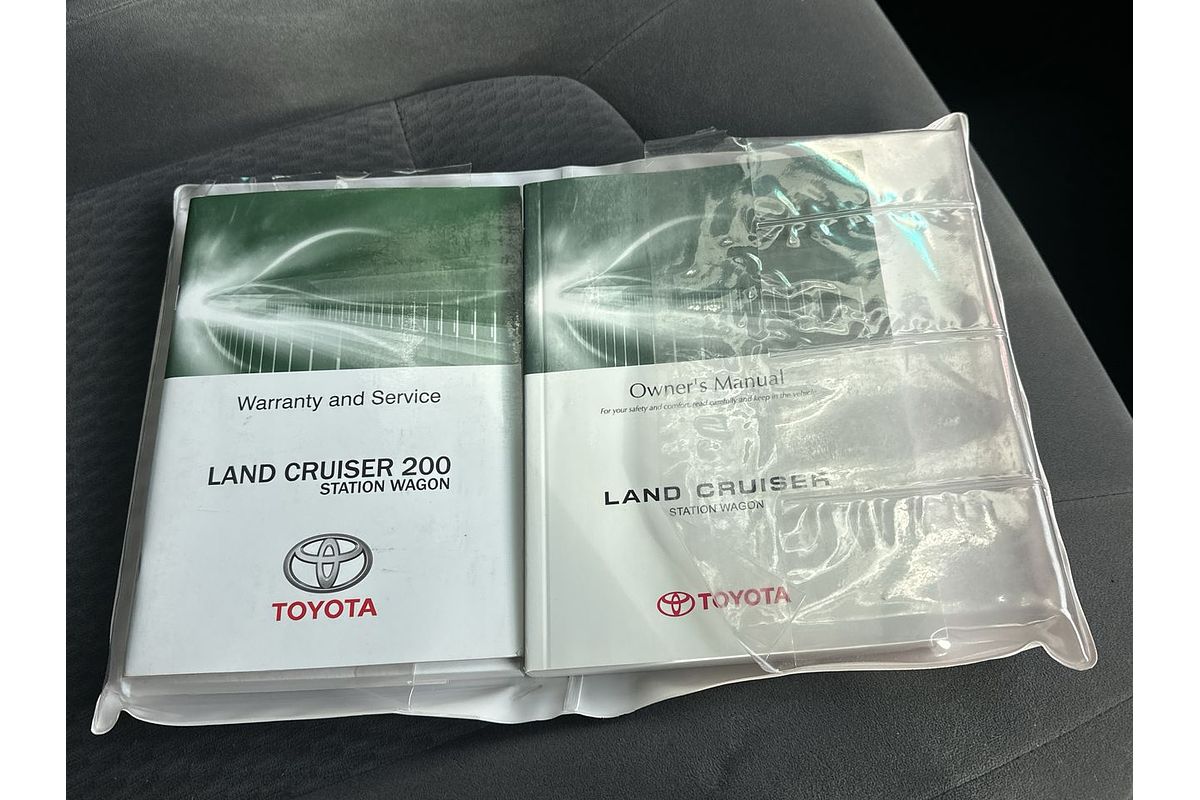 Warranty and Service
LAND CRUISER 200
STATION WAGON
TOYOTA
Owner's Manual
For your safety and comfort, read carefully and keep in the vehicle.
LAND CRUISER
STATION WAGON
TOYOTA